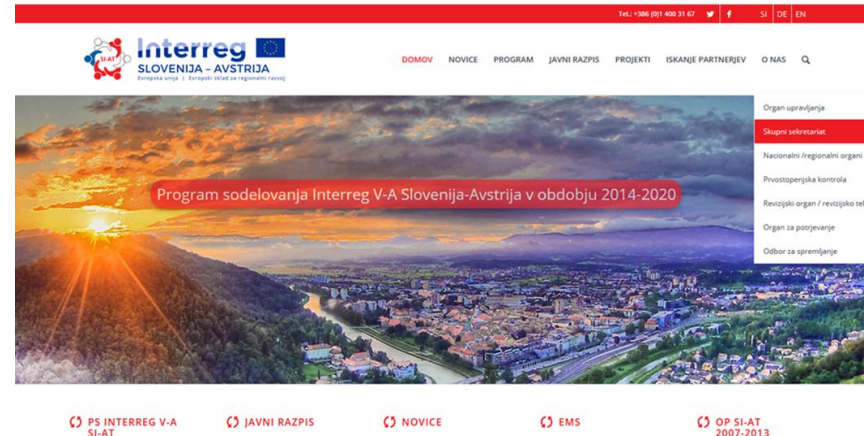 Tel.: +386 (0)1 400 31 67 SI DE EN
SI-AT
Interreg
SLOVENIJA - AVSTRIJA
Evropska unija | Evropski sklad za regionalni razvoj
DOMOV NOVICE PROGRAM JAVNI RAZPIS PROJEKTI ISKANJE PARTNERJEV O NAS
Organ upravljanja
Skupni sekretariat
Nacionalni /regionalni organi
Prvostopenjska kontrola
Revizijski organ / revizijsko tel
Organ za potrjevanje
Odbor za spremljanje
Program sodelovanja Interreg V-A Slovenija-Avstrija v obdobju 2014-2020
PS INTERREG V-A
SI-AT
JAVNI RAZPIS
NOVICE
EMS
OP SI-AT
2007-2013